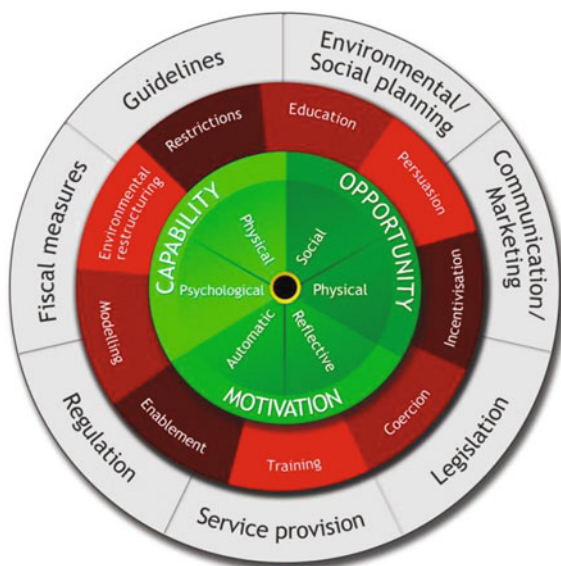 Guidelines
Environmental/
Social planning
Communication/
Marketing
Legislation
Service provision
Regulation
Fiscal measures
Restrictions
Education
Persuasion
Incentivisation
Coercion
Training
Enablement
Modelling
Environmental
restructuring
CAPABILITY
OPPORTUNITY
MOTIVATION
Physical
Social
Physical
Reflective
Automatic
Psychological